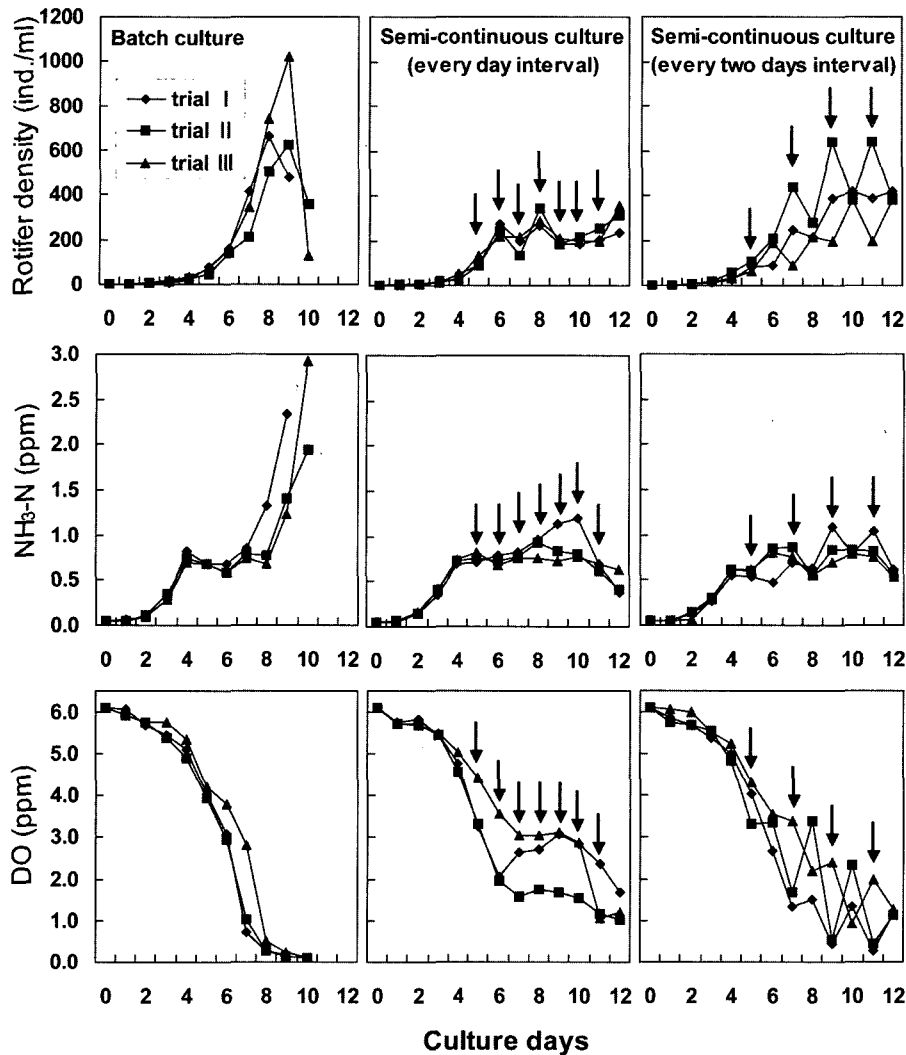 Batch culture
Semi-continuous culture
(every day interval)
Semi-continuous culture
(every two days interval)
trial I
trial II
trial III
Rotifer density (ind./ml)
1200
1000
800
600
400
200
0
0 2 4 6 8 10 12
0 2 4 6 8 10 12
0 2 4 6 8 10 12
NH₃-N (ppm)
3.0
2.5
2.0
1.5
1.0
0.5
0.0
0 2 4 6 8 10 12
0 2 4 6 8 10 12
0 2 4 6 8 10 12
DO (ppm)
6.0
5.0
4.0
3.0
2.0
1.0
0.0
0 2 4 6 8 10 12
0 2 4 6 8 10 12
0 2 4 6 8 10 12
Culture days